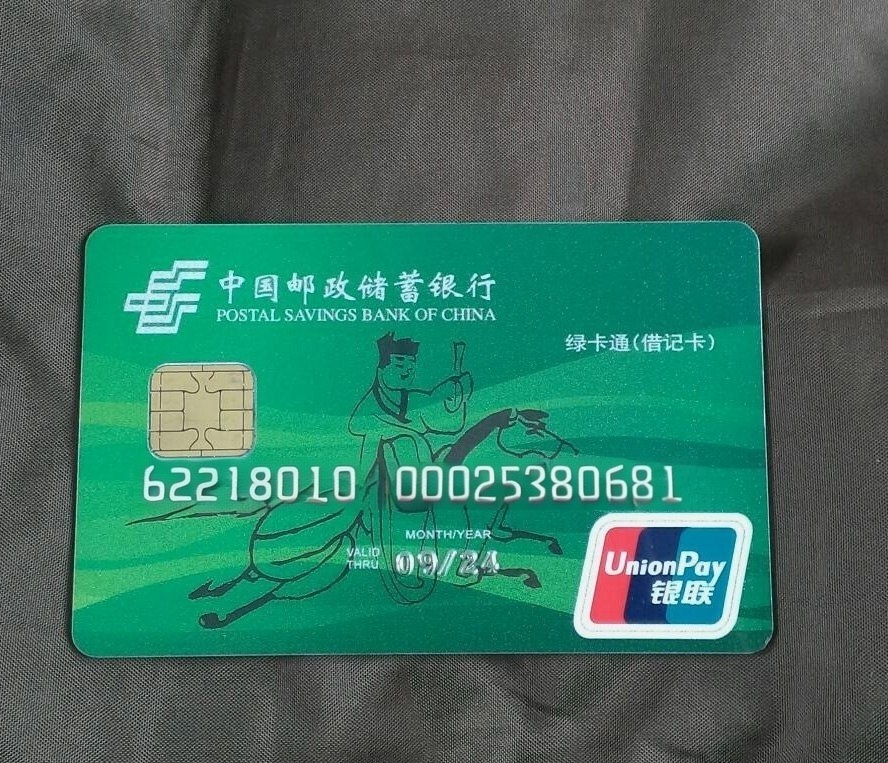 中国邮政储蓄银行
POSTAL SAVINGS BANK OF CHINA
绿卡通(借记卡)
62218010 00025380681
MONTH/YEAR
VALID
THRU 09/24
UnionPay
银联